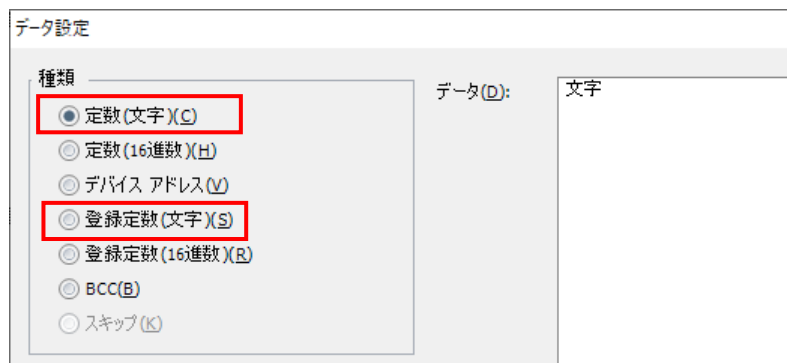 データ設定
種類
定数(文字)(C)
定数(16進数)(H)
デバイス アドレス(V)
登録定数(文字)(S)
登録定数(16進数)(R)
BCC(B)
スキップ(K)
データ(D):
文字